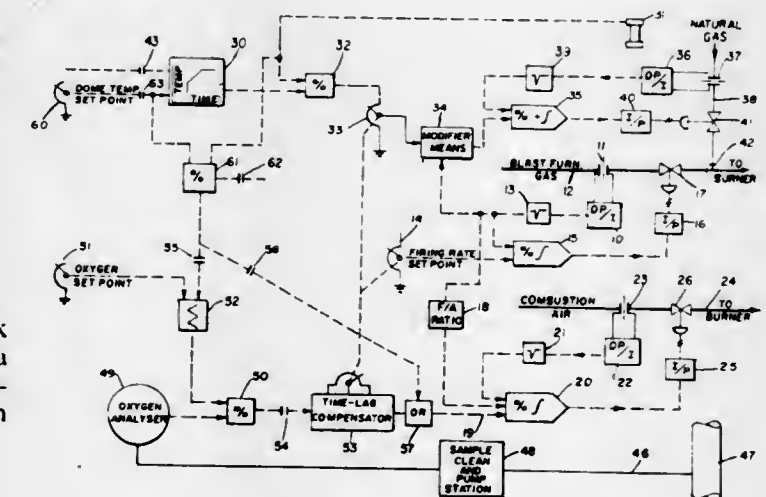 43
30
TEMP
TIME
DOME TEMP
SET POINT
63
60
32
%
31
NATURAL
GAS
39
√
36
DP/I
37
38
33
34
MODIFIER
MEANS
35
% + ∫
40
I/P
41
42
61
%
62
BLAST FURN.
GAS
11
12
TO
BURNER
17
13
√
DP/I
10
14
FIRING RATE
SET POINT
15
% ∫
16
I/P
51
OXYGEN
SET POINT
55
56
52
F/A
RATIO
18
COMBUSTION
AIR
23
26
24
TO
BURNER
21
√
DP/I
22
25
I/P
49
OXYGEN
ANALYSER
50
%
54
TIME-LAG
COMPENSATOR
53
OR
57
19
20
% ∫
SAMPLE
CLEAN
AND
PUMP
STATION
48
46
47